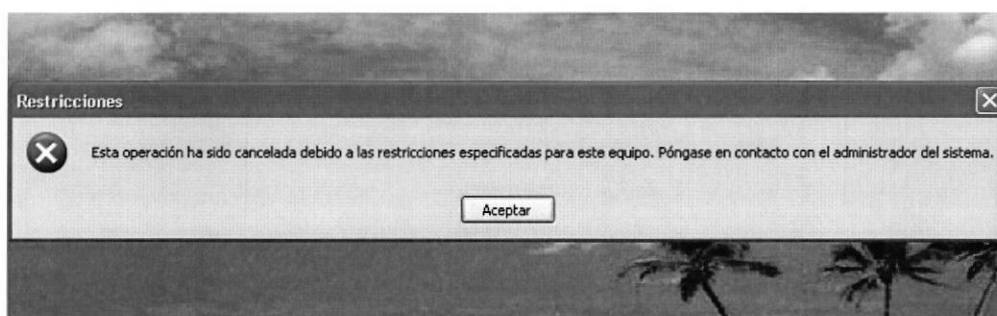 Restricciones
Esta operación ha sido cancelada debido a las restricciones especificadas para este equipo. Póngase en contacto con el administrador del sistema.
Aceptar